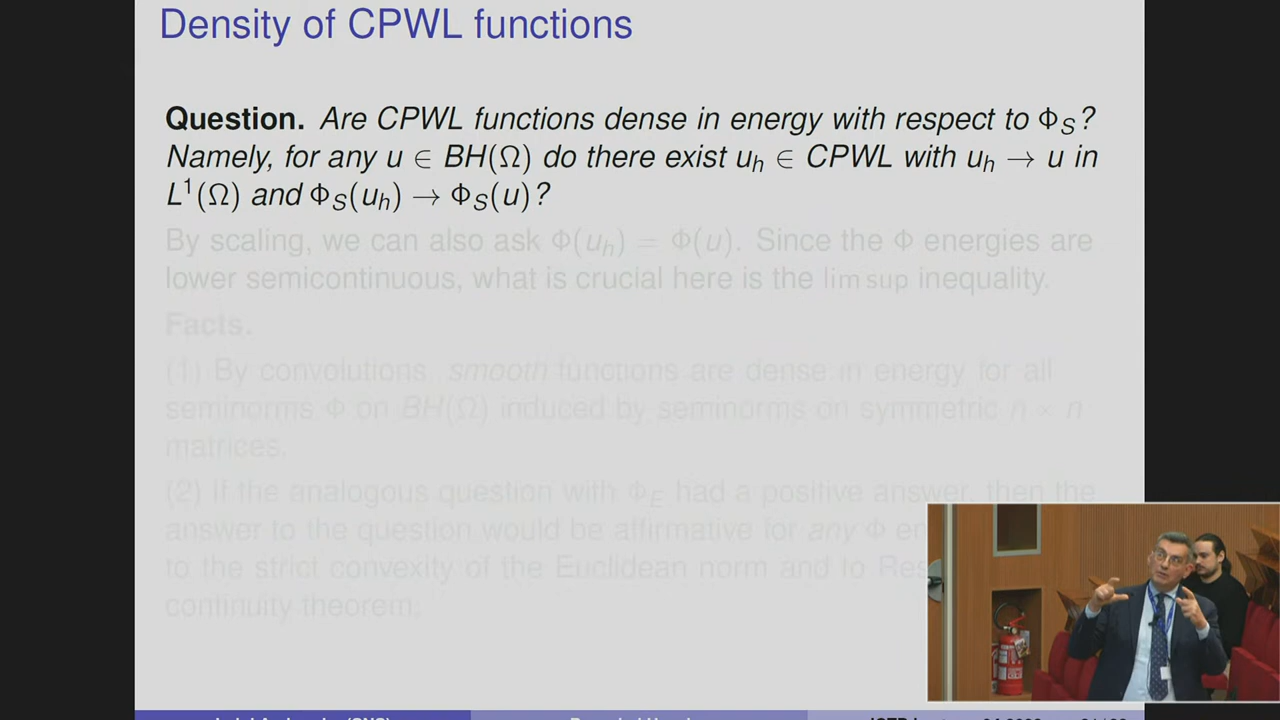 Density of CPWL functions
Question. Are CPWL functions dense in energy with respect to Φ_S?
Namely, for any u ∈ BH(Ω) do there exist u_h ∈ CPWL with u_h → u in
L¹(Ω) and Φ_S(u_h) → Φ_S(u)?
By scaling, we can also ask Φ(u_h) = Φ(u). Since the Φ energies are
lower semicontinuous, what is crucial here is the lim sup inequality.
Facts.
(1) By convolutions, smooth functions are dense in energy for all
seminorms Φ on BH(Ω) induced by seminorms on symmetric n × n
matrices.
(2) If the analogous question with Φ_E had a positive answer, then the
answer to the question would be affirmative for any Φ
to the strict convexity of the Euclidean norm and to
continuity theorem.